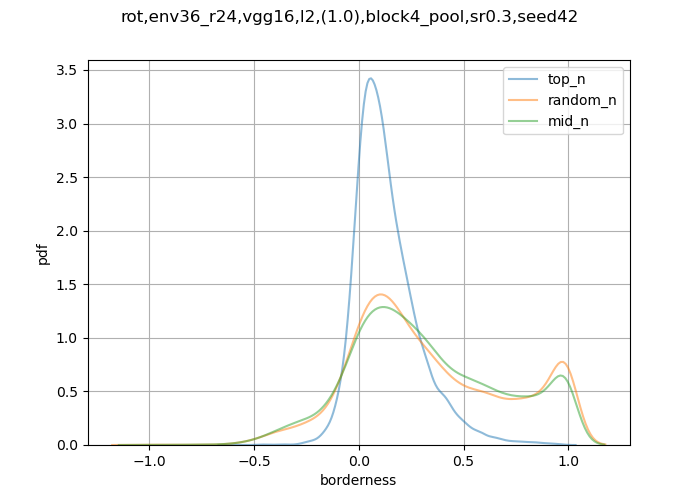 rot,env36_r24,vgg16,l2,(1.0),block4_pool,sr0.3,seed42
3.5
3.0
2.5
2.0
1.5
1.0
0.5
0.0
pdf
top_n
random_n
mid_n
−1.0 −0.5 0.0 0.5 1.0
borderness